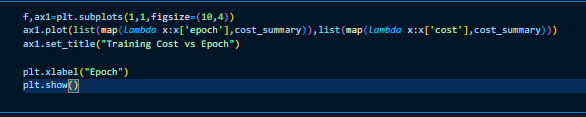 f,ax1=plt.subplots(1,1,figsize=(10,4))
ax1.plot(list(map(lambda x:x['epoch'],cost_summary)),list(map(lambda x:x['cost'],cost_summary)))
ax1.set_title("Training Cost vs Epoch")
plt.xlabel("Epoch")
plt.show()